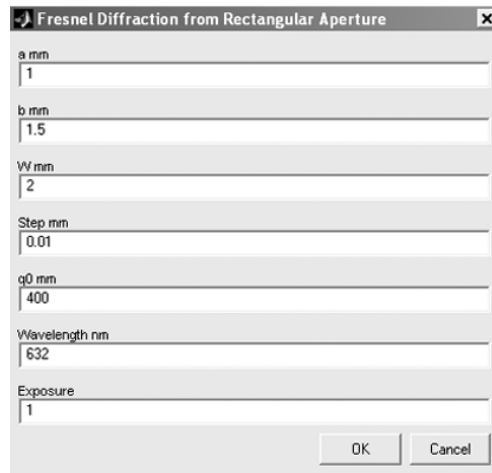 Fresnel Diffraction from Rectangular Aperture
a mm
1
b mm
1.5
W mm
2
Step mm
0.01
q0 mm
400
Wavelength nm
632
Exposure
1
OK Cancel